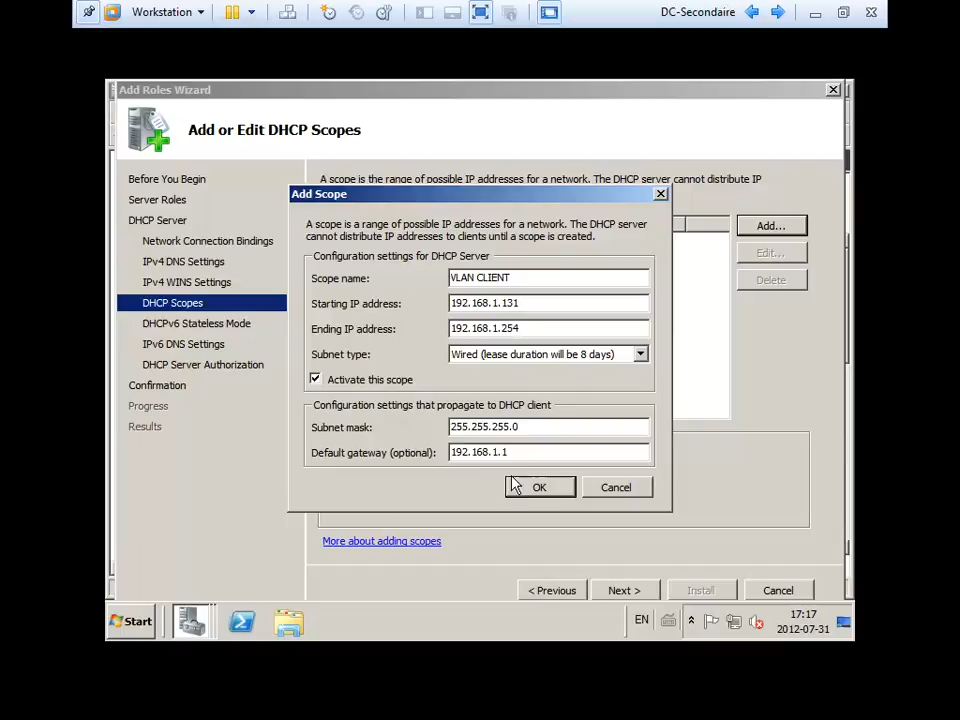 Workstation
DC-Secondaire
Add Roles Wizard
Add or Edit DHCP Scopes
Before You Begin
Server Roles
DHCP Server
Network Connection Bindings
IPv4 DNS Settings
IPv4 WINS Settings
DHCP Scopes
DHCPv6 Stateless Mode
IPv6 DNS Settings
DHCP Server Authorization
Confirmation
Progress
Results
A scope is the range of possible IP addresses for a network. The DHCP server cannot distribute IP
Add Scope
A scope is a range of possible IP addresses for a network. The DHCP server
cannot distribute IP addresses to clients until a scope is created.
Configuration settings for DHCP Server
Scope name: VLAN CLIENT
Starting IP address: 192.168.1.131
Ending IP address: 192.168.1.254
Subnet type: Wired (lease duration will be 8 days)
Activate this scope
Configuration settings that propagate to DHCP client
Subnet mask: 255.255.255.0
Default gateway (optional): 192.168.1.1
OK Cancel
Add...
Edit...
Delete
More about adding scopes
< Previous Next > Install Cancel
Start
EN
17:17
2012-07-31